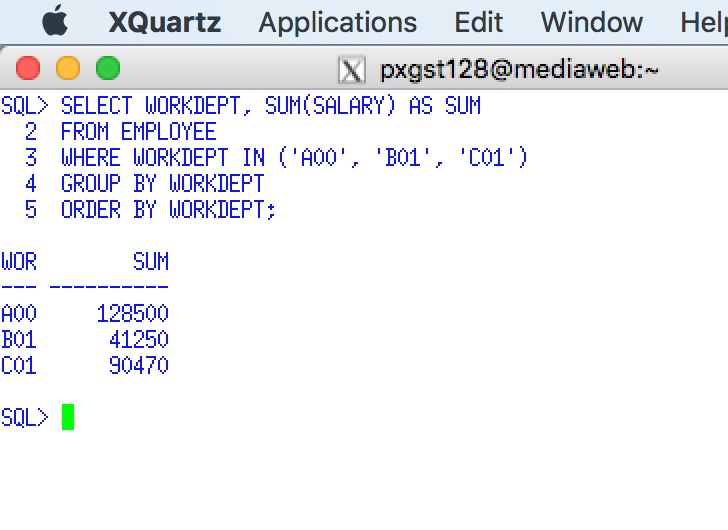 XQuartz Applications Edit Window Hel
pxgst128@mediaweb:~
SQL> SELECT WORKDEPT, SUM(SALARY) AS SUM
2 FROM EMPLOYEE
3 WHERE WORKDEPT IN ('A00', 'B01', 'C01')
4 GROUP BY WORKDEPT
5 ORDER BY WORKDEPT;
WOR SUM
--- ----------
A00 128500
B01 41250
C01 90470
SQL>